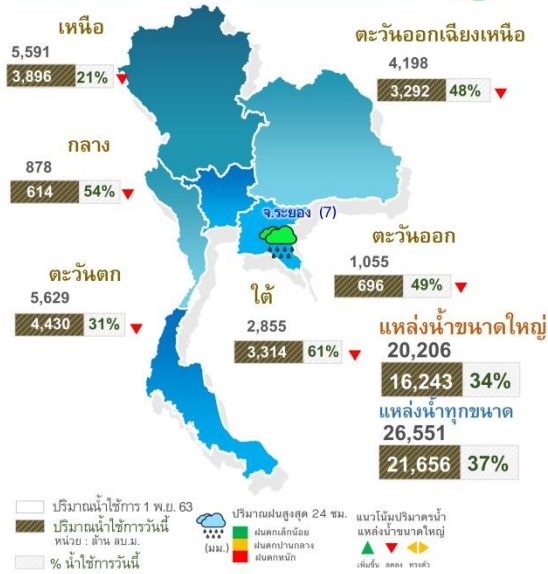 เหนือ
5,591
3,896 21%
ตะวันออกเฉียงเหนือ
4,198
3,292 48%
กลาง
878
614 54%
จ.ระยอง (7)
ตะวันออก
1,055
696 49%
ตะวันตก
5,629
4,430 31%
ใต้
2,855
3,314 61%
แหล่งน้ำขนาดใหญ่
20,206
16,243 34%
แหล่งน้ำทุกขนาด
26,551
21,656 37%
ปริมาณน้ำใช้การ 1 พ.ย. 63
ปริมาณน้ำใช้การวันนี้
หน่วย : ล้าน ลบ.ม.
% น้ำใช้การวันนี้
(มม.)
ปริมาณฝนสูงสุด 24 ชม.
ฝนตกเล็กน้อย
ฝนตกปานกลาง
ฝนตกหนัก
แนวโน้มปริมาตรน้ำ
แหล่งน้ำขนาดใหญ่
เพิ่มขึ้น ลดลง ทรงตัว